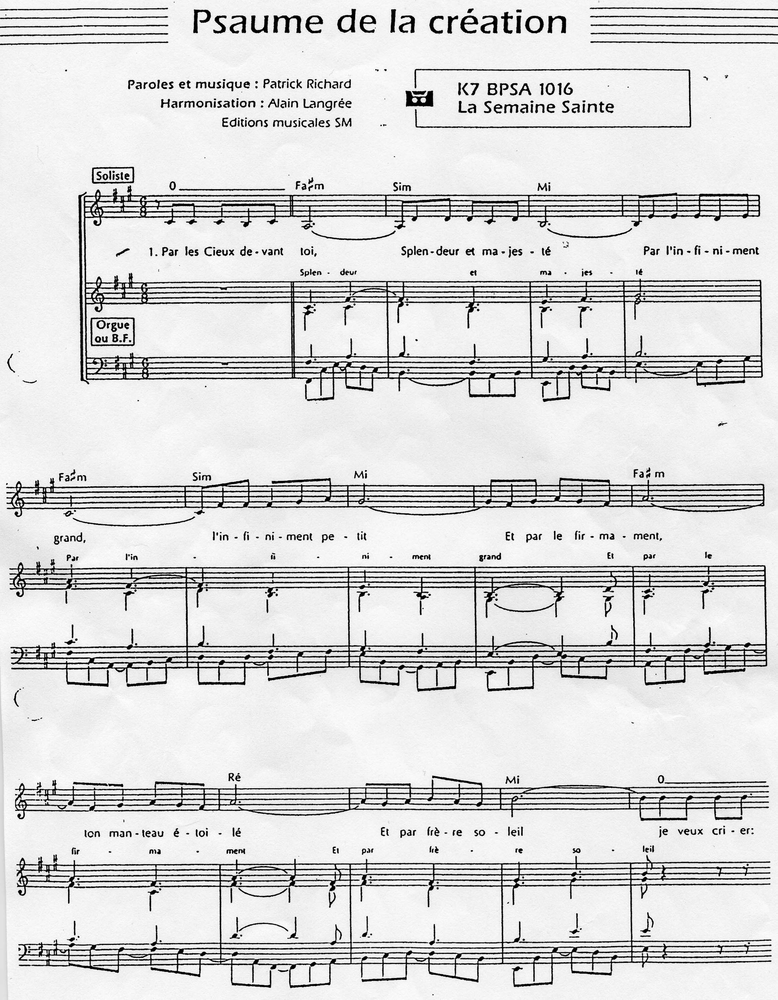 Psaume de la création
Paroles et musique : Patrick Richard
Harmonisation : Alain Langrée
Editions musicales SM
K7 BPSA 1016
La Semaine Sainte
Soliste
O Fa♯m Sim Mi
1. Par les Cieux de - vant toi, Splen - deur et ma - jes - té Par l'in - fi - ni - ment
Splen - deur et ma - jes - té
Orgue
ou B.F.
Fa♯m Sim Mi Fa♯m
grand, l'in - fi - ni - ment pe - tit Et par le fir - ma - ment,
Par l'in - fi - ni - ment grand Et par le
Ré Mi O
ton man - teau é - toi - lé Et par frè - re so - leil je veux cri - er:
fir - ma - ment Et par frè - re so - leil